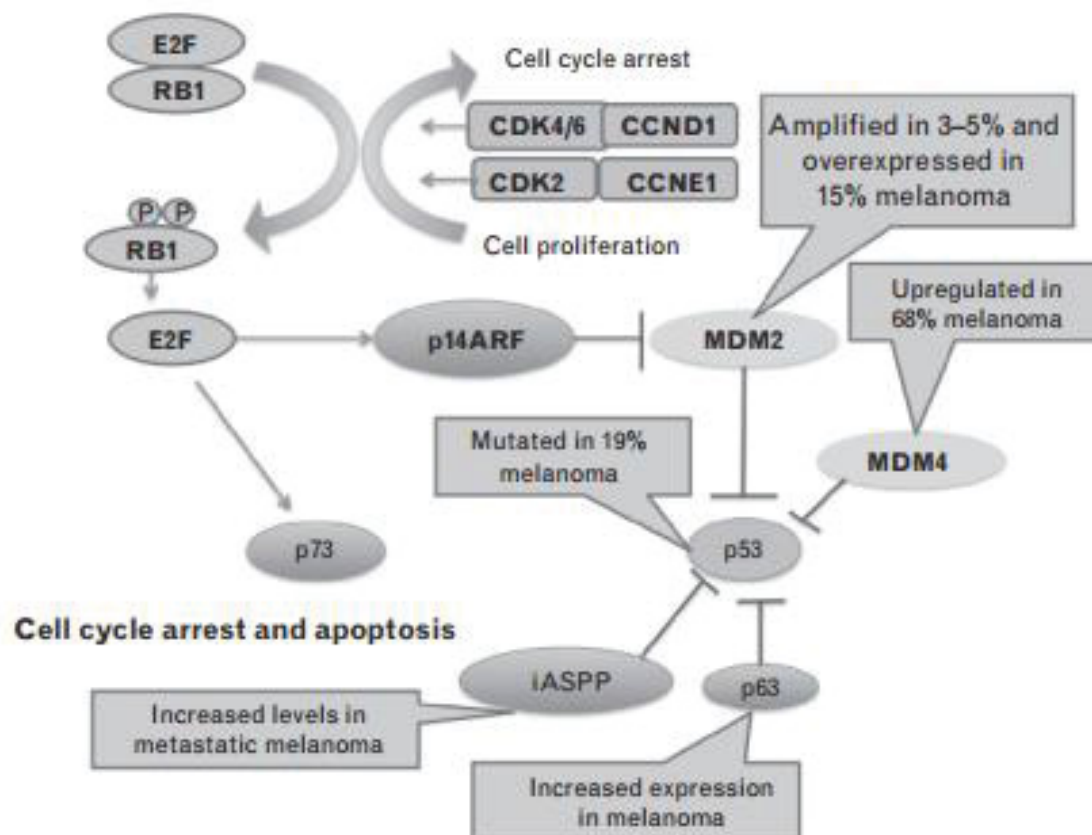 E2F
RB1
Cell cycle arrest
CDK4/6 CCND1
CDK2 CCNE1
Cell proliferation
Amplified in 3–5% and
overexpressed in
15% melanoma
P P
RB1
E2F
p14ARF
MDM2
Upregulated in
68% melanoma
Mutated in 19%
melanoma
MDM4
p73
p53
Cell cycle arrest and apoptosis
iASPP
p63
Increased levels in
metastatic melanoma
Increased expression
in melanoma